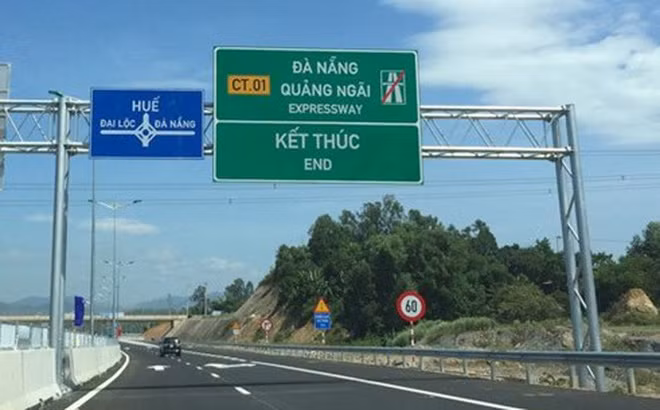 HUẾ
ĐẠI LỘC ĐÀ NẴNG
ĐÀ NẴNG
CT.01 QUẢNG NGÃI
EXPRESSWAY
KẾT THÚC
END
60